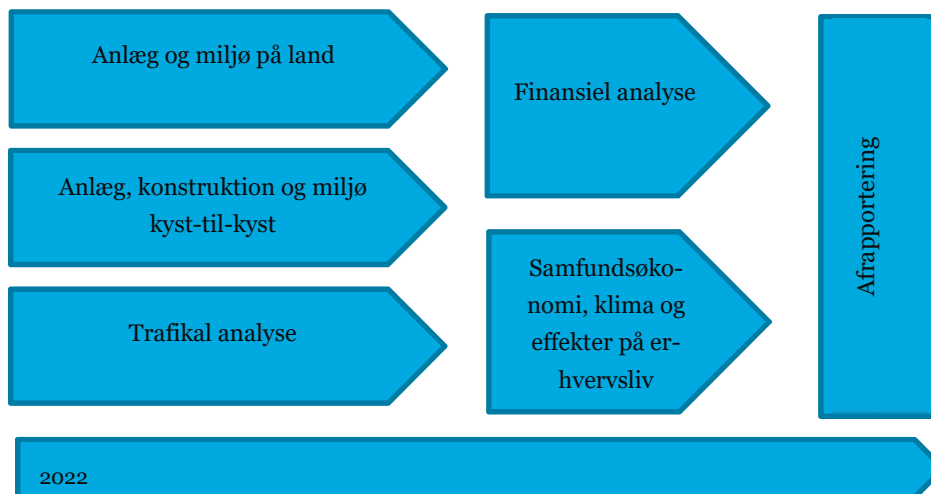 Anlæg og miljø på land
Anlæg, konstruktion og miljø
kyst-til-kyst
Trafikal analyse
Finansiel analyse
Samfundsøko-
nomi, klima og
effekter på er-
hvervsliv
Afrapportering
2022